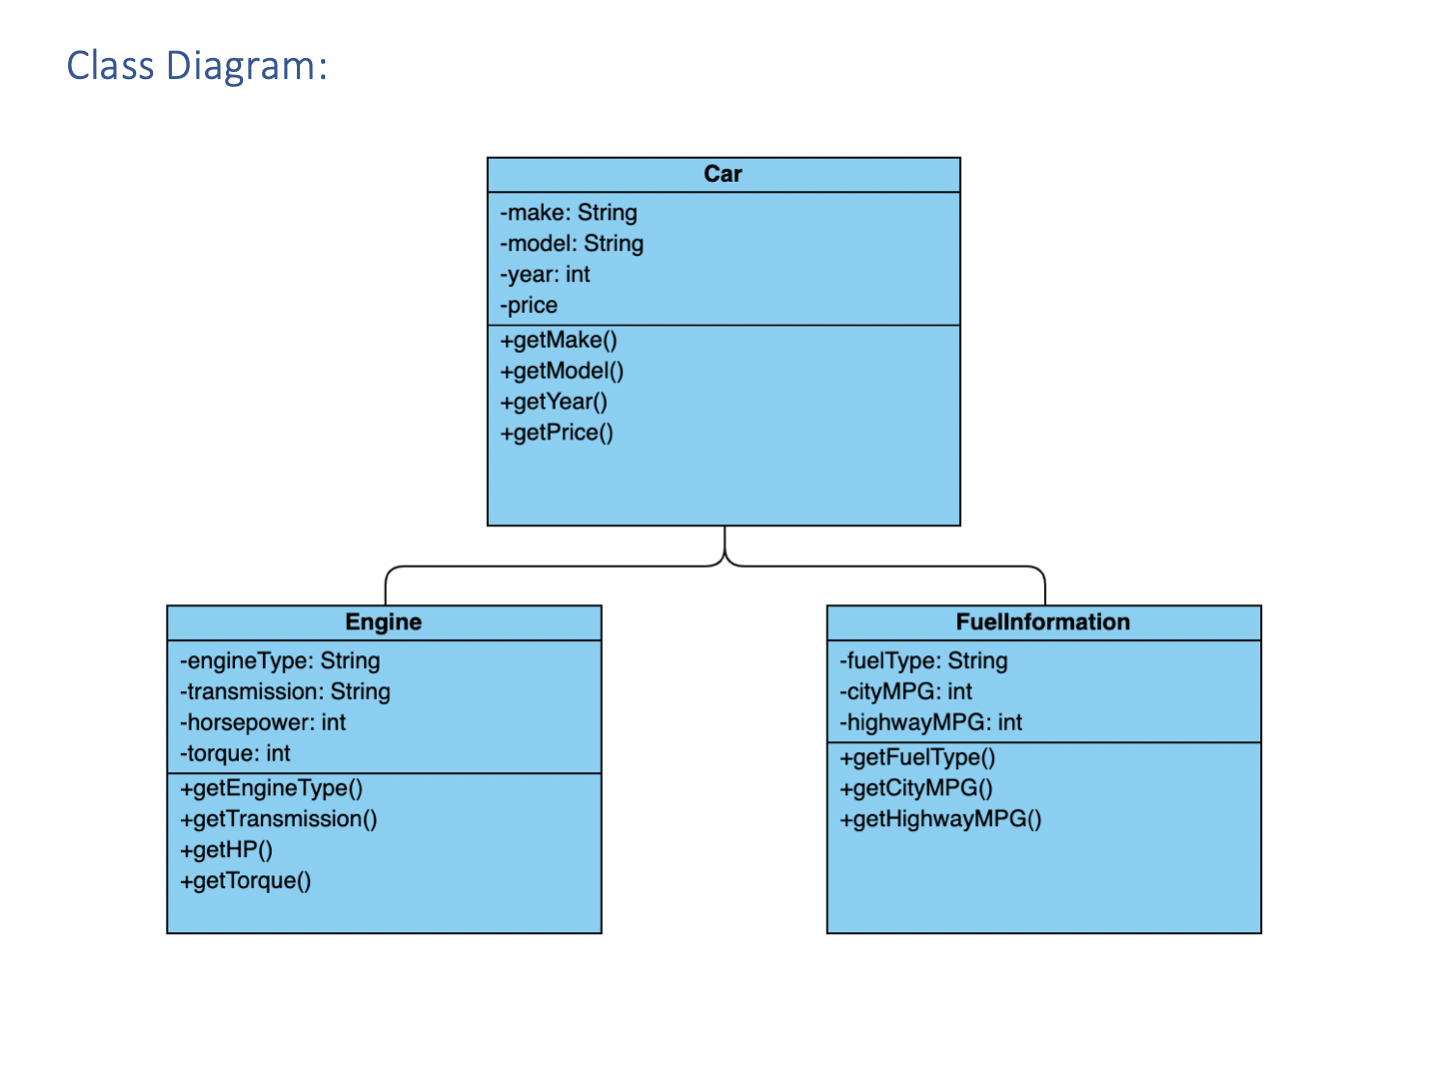 Class Diagram:
Car
-make: String
-model: String
-year: int
-price
+getMake()
+getModel()
+getYear()
+getPrice()
Engine
-engineType: String
-transmission: String
-horsepower: int
-torque: int
+getEngineType()
+getTransmission()
+getHP()
+getTorque()
FuelInformation
-fuelType: String
-cityMPG: int
-highwayMPG: int
+getFuelType()
+getCityMPG()
+getHighwayMPG()